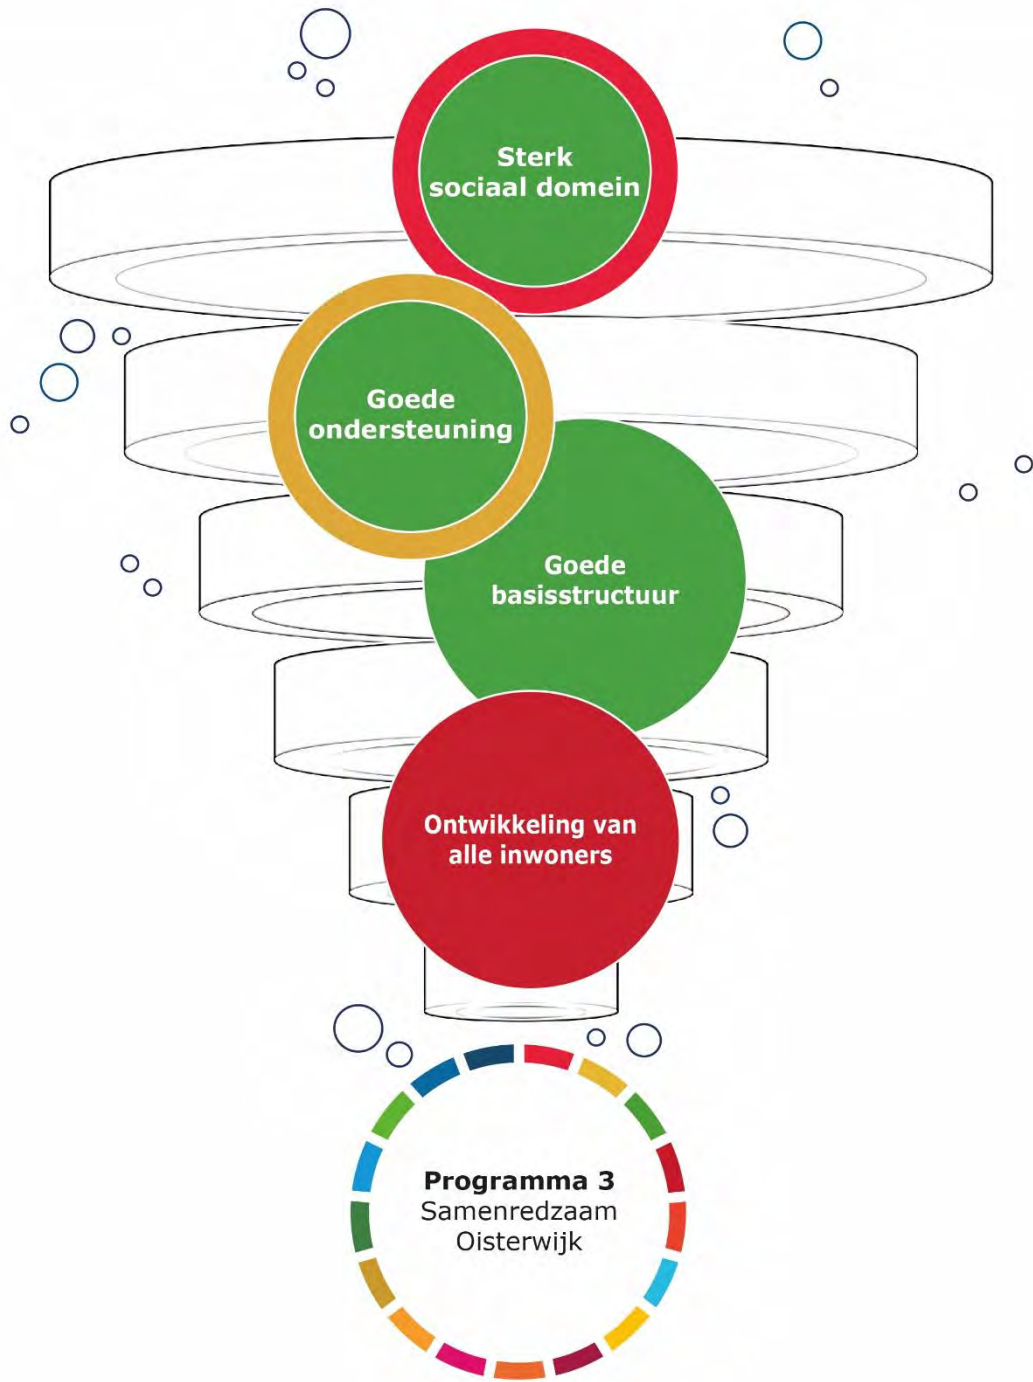 Sterk
sociaal domein
Goede
ondersteuning
Goede
basisstructuur
Ontwikkeling van
alle inwoners
Programma 3
Samenredzaam
Oisterwijk